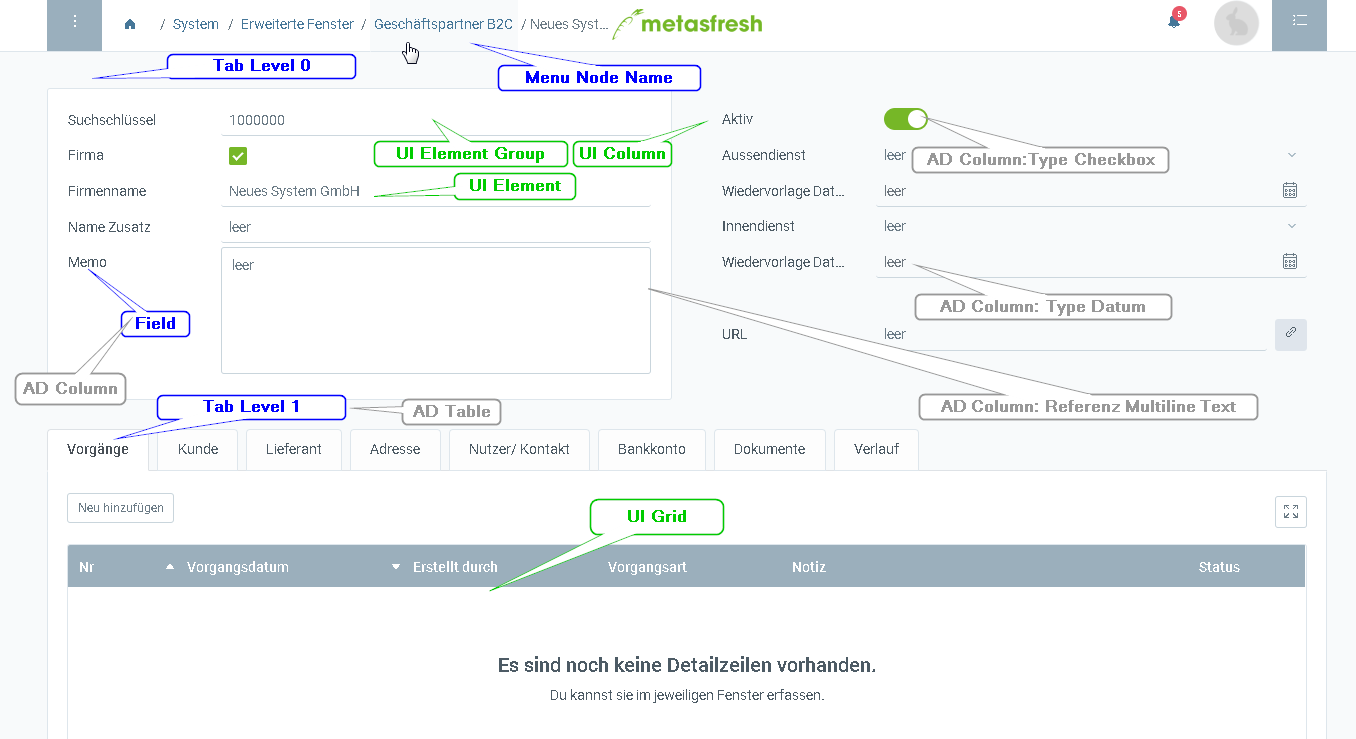 / System / Erweiterte Fenster / Geschäftspartner B2C / Neues Syst... metasfresh 5
Tab Level 0
Menu Node Name
Suchschlüssel 1000000
Firma
Firmenname Neues System GmbH
Name Zusatz leer
Memo leer
UI Element Group
UI Column
UI Element
Field
AD Column
Aktiv
Aussendienst leer
AD Column:Type Checkbox
Wiedervorlage Dat... leer
Innendienst leer
Wiedervorlage Dat... leer
AD Column: Type Datum
URL leer
AD Column: Referenz Multiline Text
Tab Level 1
AD Table
Vorgänge Kunde Lieferant Adresse Nutzer/ Kontakt Bankkonto Dokumente Verlauf
Neu hinzufügen
UI Grid
Nr Vorgangsdatum Erstellt durch Vorgangsart Notiz Status
Es sind noch keine Detailzeilen vorhanden.
Du kannst sie im jeweiligen Fenster erfassen.